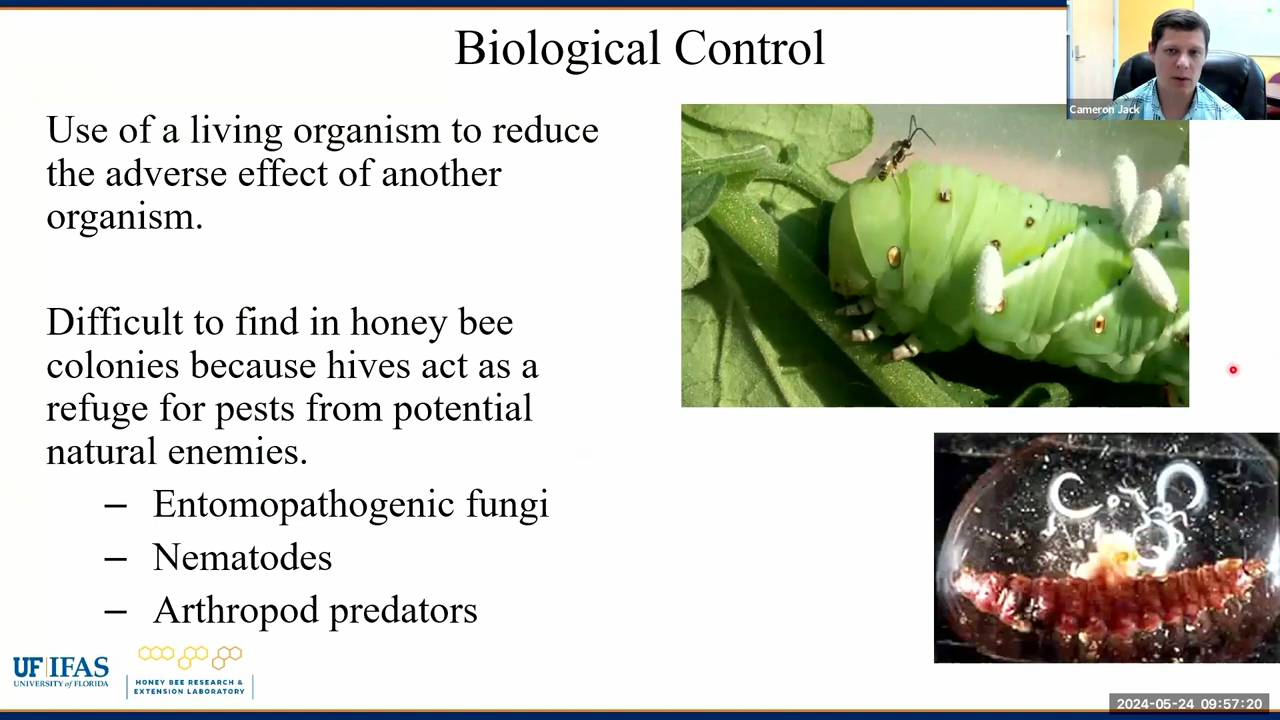 Biological Control
Cameron Jack
Use of a living organism to reduce
the adverse effect of another
organism.
Difficult to find in honey bee
colonies because hives act as a
refuge for pests from potential
natural enemies.
– Entomopathogenic fungi
– Nematodes
– Arthropod predators
UF|IFAS
UNIVERSITY of FLORIDA
HONEY BEE RESEARCH &
EXTENSION LABORATORY
2024-05-24 09:57:20